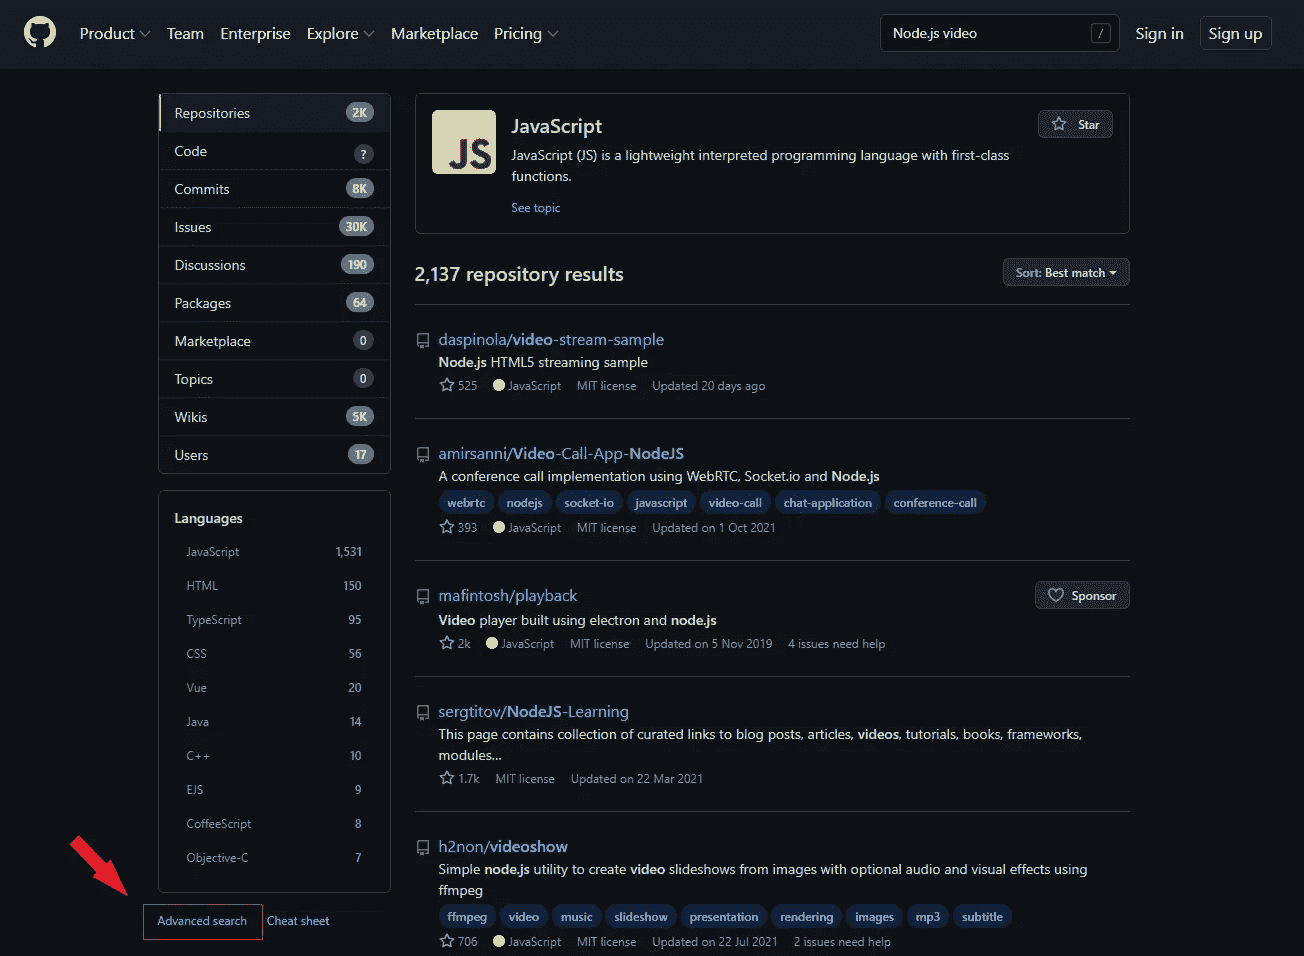 Product Team Enterprise Explore Marketplace Pricing Node.js video / Sign in Sign up
Repositories 2K
Code ?
Commits 8K
Issues 30K
Discussions 190
Packages 64
Marketplace 0
Topics 0
Wikis 5K
Users 17
Languages
JavaScript 1,531
HTML 150
TypeScript 95
CSS 56
Vue 20
Java 14
C++ 10
EJS 9
CoffeeScript 8
Objective-C 7
Advanced search Cheat sheet
JS
JavaScript
Star
JavaScript (JS) is a lightweight interpreted programming language with first-class
functions.
See topic
2,137 repository results
Sort: Best match
daspinola/video-stream-sample
Node.js HTML5 streaming sample
525 JavaScript MIT license Updated 20 days ago
amirsanni/Video-Call-App-NodeJS
A conference call implementation using WebRTC, Socket.io and Node.js
webrtc nodejs socket-io javascript video-call chat-application conference-call
393 JavaScript MIT license Updated on 1 Oct 2021
mafintosh/playback
Sponsor
Video player built using electron and node.js
2k JavaScript MIT license Updated on 5 Nov 2019 4 issues need help
sergtitov/NodeJS-Learning
This page contains collection of curated links to blog posts, articles, videos, tutorials, books, frameworks,
modules...
1.7k MIT license Updated on 22 Mar 2021
h2non/videoshow
Simple node.js utility to create video slideshows from images with optional audio and visual effects using
ffmpeg
ffmpeg video music slideshow presentation rendering images mp3 subtitle
706 JavaScript MIT license Updated on 22 Jul 2021 2 issues need help